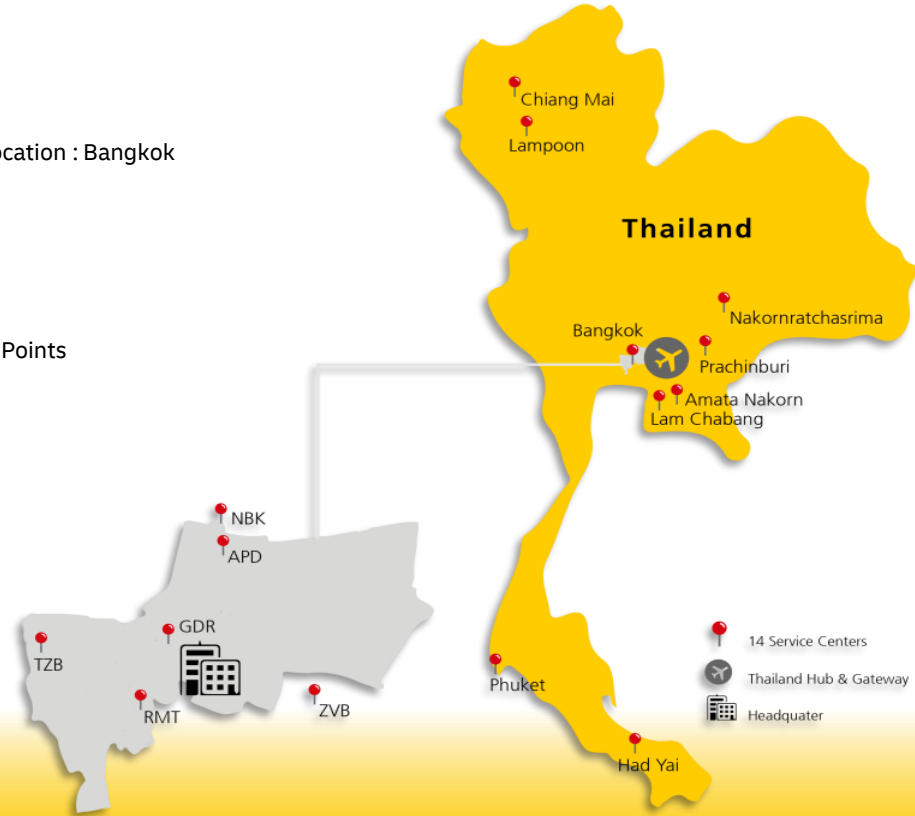 Chiang Mai
Lampoon
ocation : Bangkok
Thailand
Nakornratchasrima
Bangkok
Points
Prachinburi
Amata Nakorn
Lam Chabang
NBK
APD
GDR
TZB
RMT
ZVB
Phuket
Had Yai
14 Service Centers
Thailand Hub & Gateway
Headquater